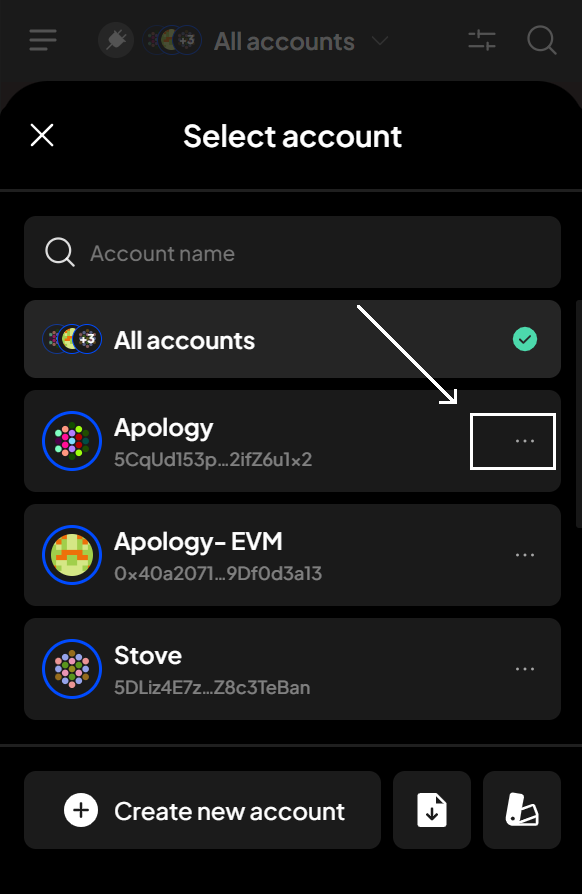 +3 All accounts
Select account
Account name
+3 All accounts
Apology
5CqUd153p...2ifZ6u1x2
Apology- EVM
0x40a2071...9Df0d3a13
Stove
5DLiz4E7z...Z8c3TeBan
Create new account